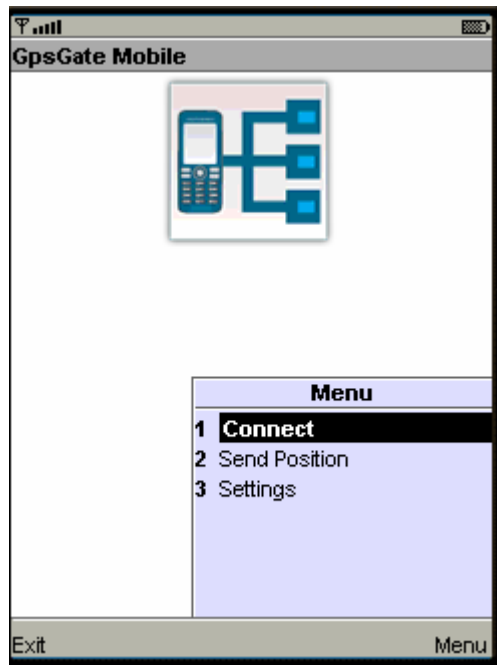 GpsGate Mobile
Menu
1 Connect
2 Send Position
3 Settings
Exit Menu